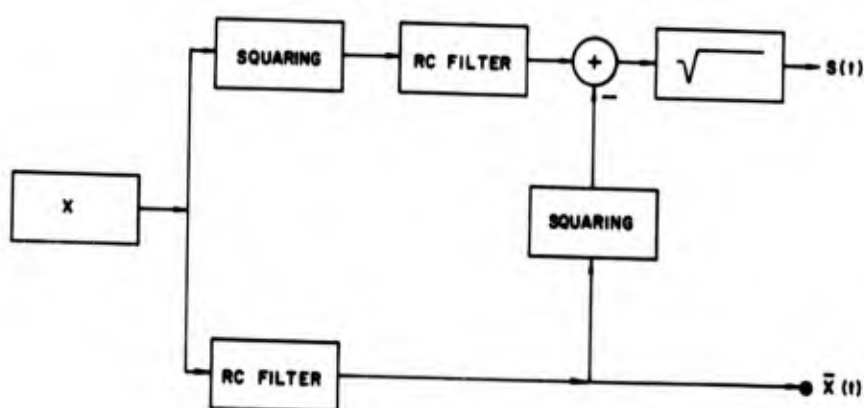 SQUARING
RC FILTER
+
−
√
S(t)
X
SQUARING
RC FILTER
X̄(t)